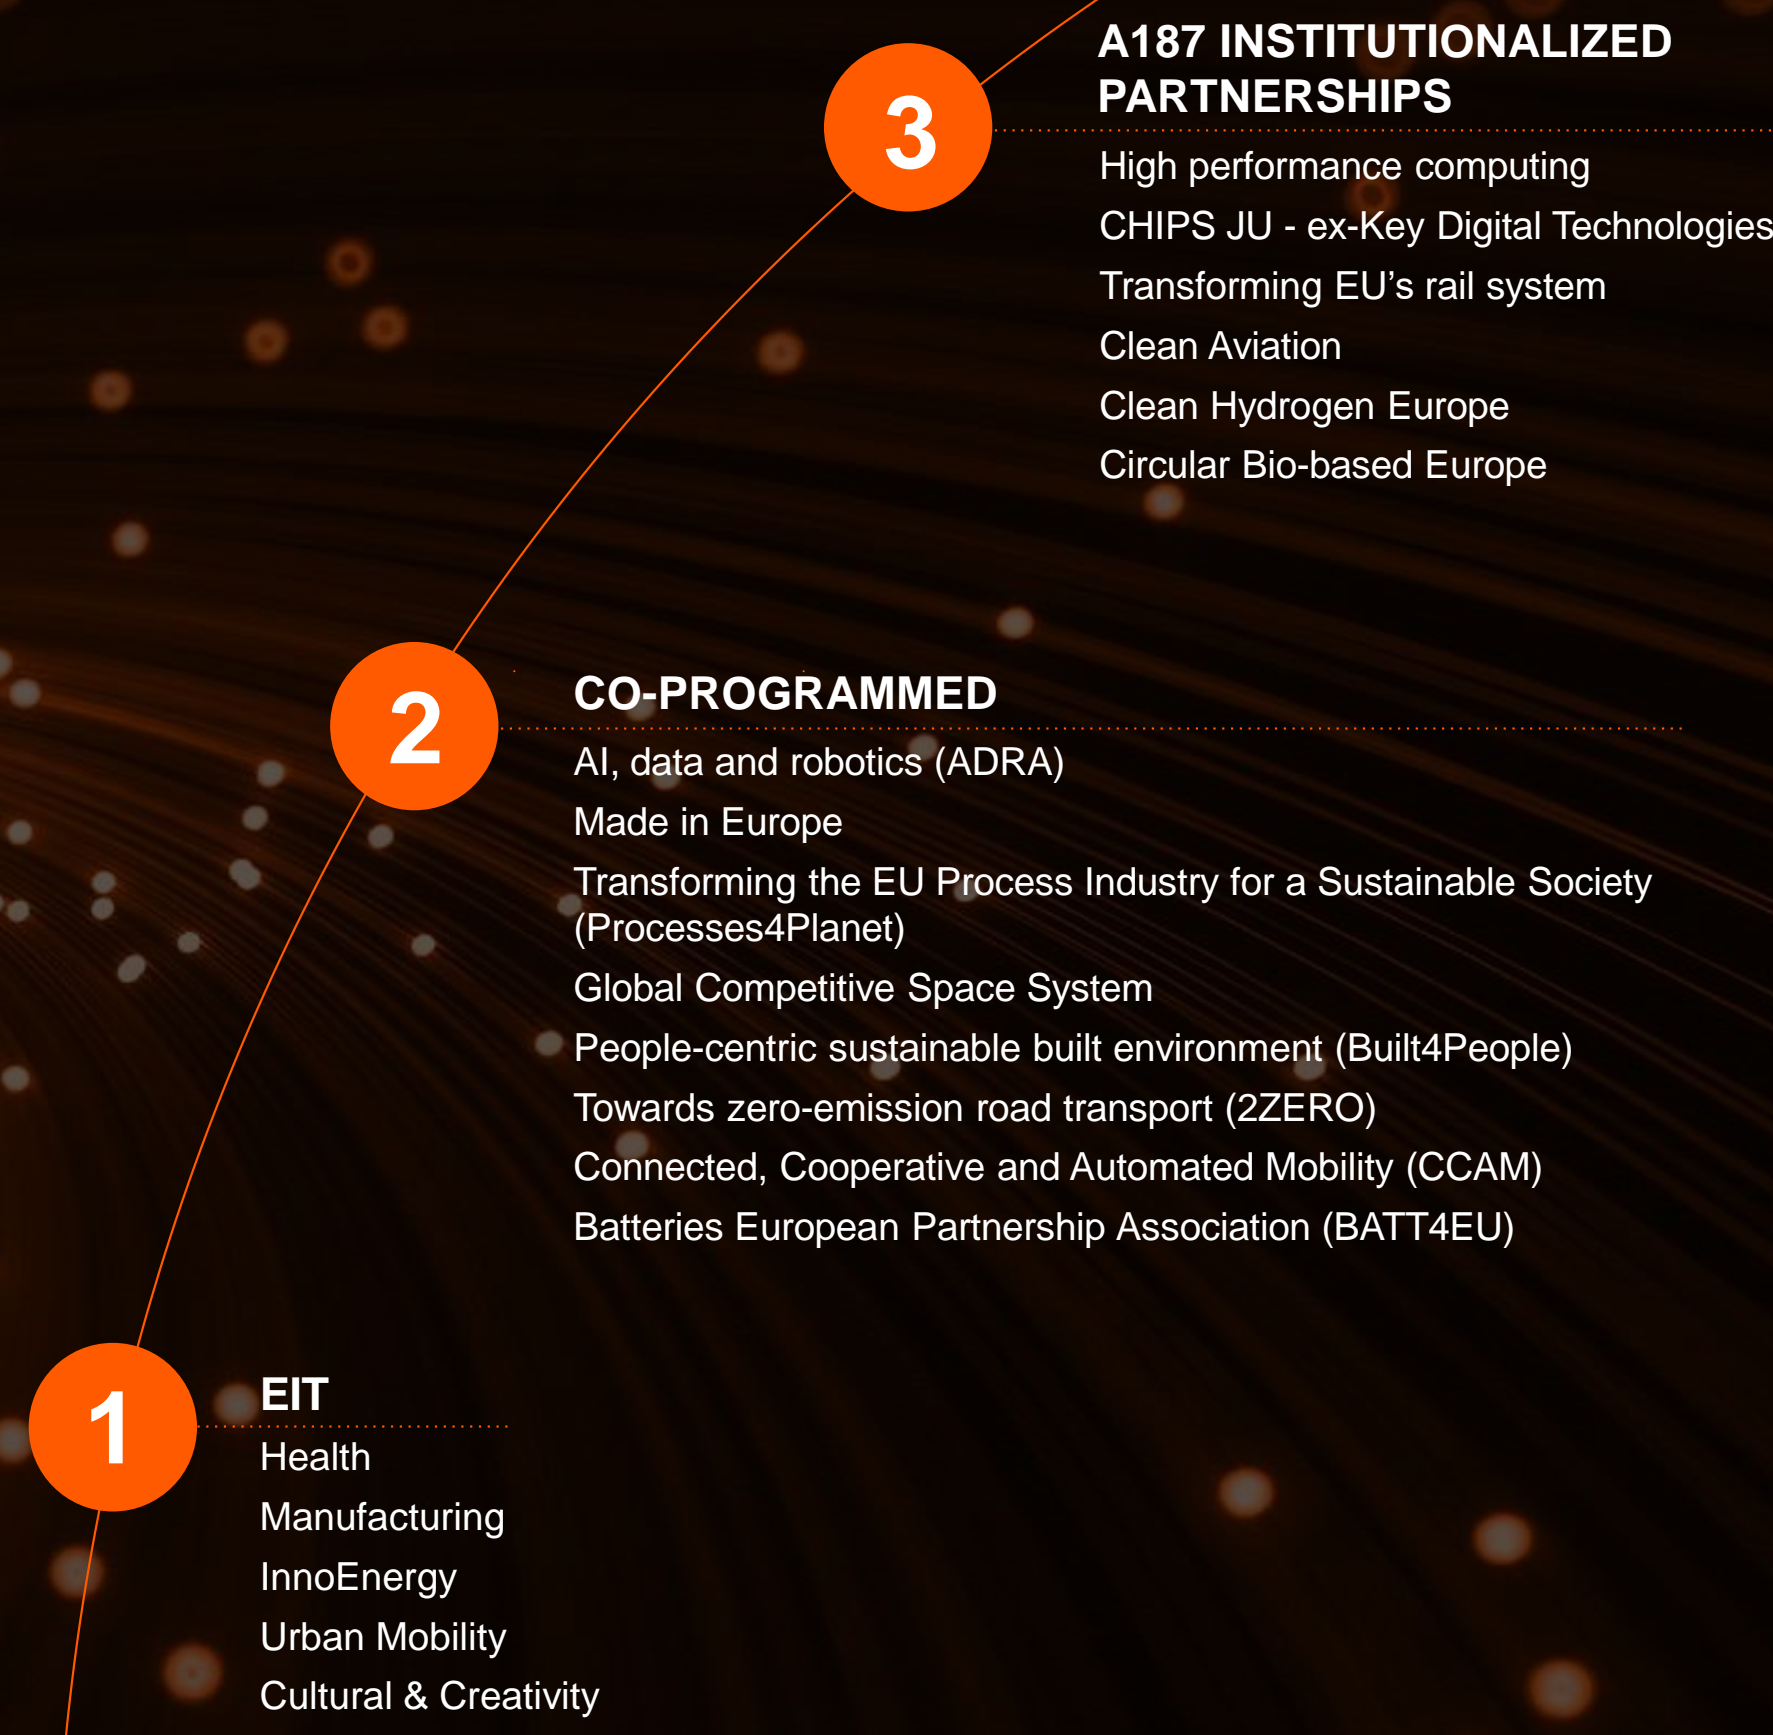 3
A187 INSTITUTIONALIZED
PARTNERSHIPS
High performance computing
CHIPS JU - ex-Key Digital Technologies
Transforming EU’s rail system
Clean Aviation
Clean Hydrogen Europe
Circular Bio-based Europe
2
CO-PROGRAMMED
AI, data and robotics (ADRA)
Made in Europe
Transforming the EU Process Industry for a Sustainable Society
(Processes4Planet)
Global Competitive Space System
People-centric sustainable built environment (Built4People)
Towards zero-emission road transport (2ZERO)
Connected, Cooperative and Automated Mobility (CCAM)
Batteries European Partnership Association (BATT4EU)
1
EIT
Health
Manufacturing
InnoEnergy
Urban Mobility
Cultural & Creativity